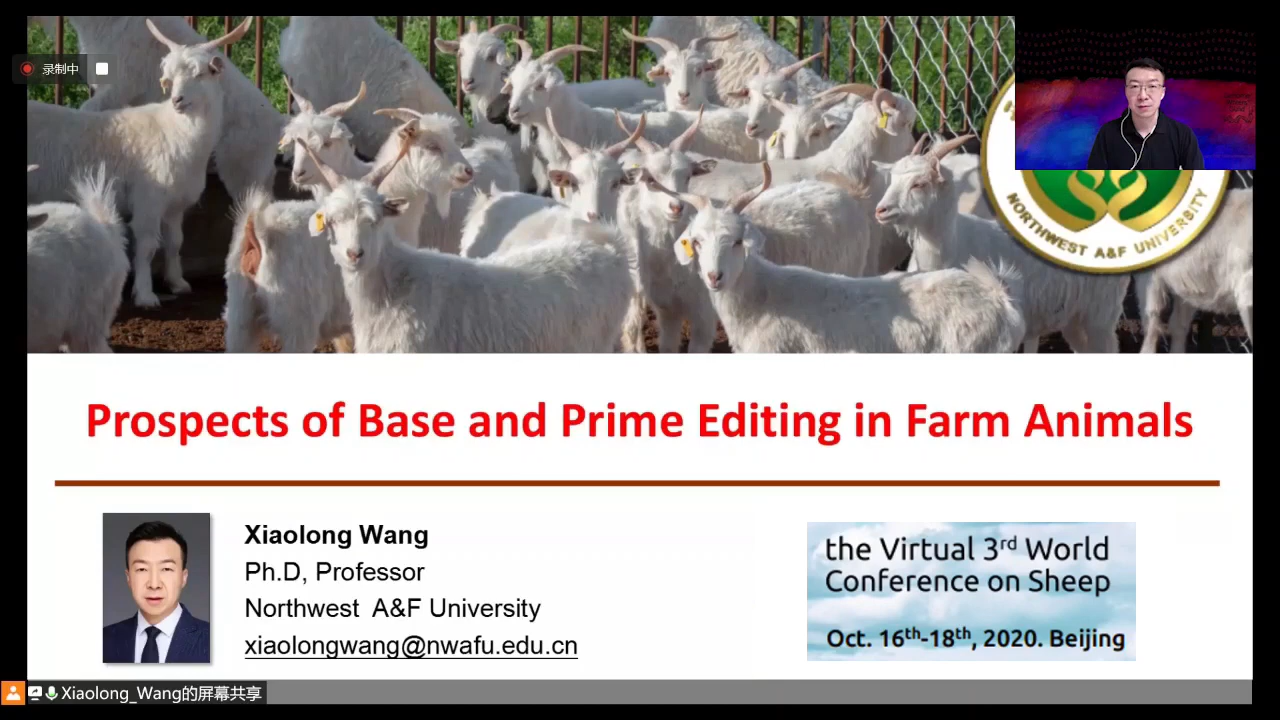 录制中
NORTHWEST A&F UNIVERSITY
Prospects of Base and Prime Editing in Farm Animals
Xiaolong Wang
Ph.D, Professor
Northwest A&F University
xiaolongwang@nwafu.edu.cn
the Virtual 3rd World
Conference on Sheep
Oct. 16th-18th, 2020. Beijing
Xiaolong_Wang的屏幕共享